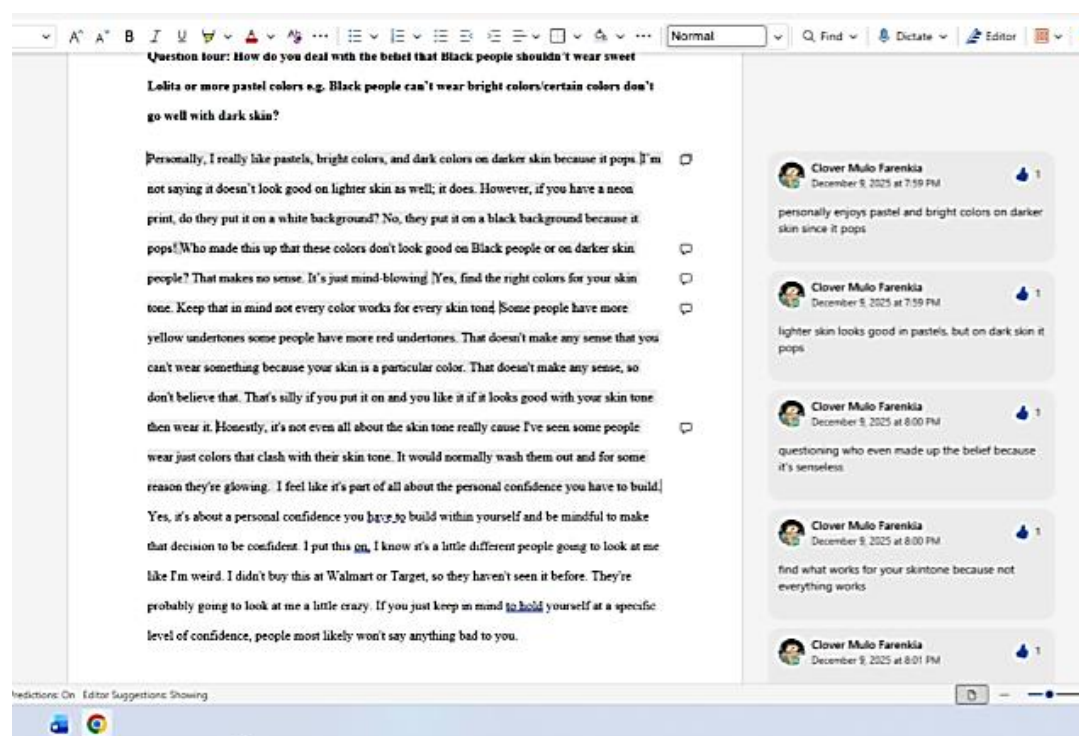 A^ A˅ B I U A Normal Find Dictate Editor
Question four: How do you deal with the belief that Black people shouldn't wear sweet
Lolita or more pastel colors e.g. Black people can't wear bright colors/certain colors don't
go well with dark skin?
Personally, I really like pastels, bright colors, and dark colors on darker skin because it pops. I'm
not saying it doesn't look good on lighter skin as well; it does. However, if you have a neon
print, do they put it on a white background? No, they put it on a black background because it
pops! Who made this up that these colors don't look good on Black people or on darker skin
people? That makes no sense. It's just mind-blowing. Yes, find the right colors for your skin
tone. Keep that in mind not every color works for every skin tone. Some people have more
yellow undertones some people have more red undertones. That doesn't make any sense that you
can't wear something because your skin is a particular color. That doesn't make any sense, so
don't believe that. That's silly if you put it on and you like it if it looks good with your skin tone
then wear it. Honestly, it's not even all about the skin tone really cause I've seen some people
wear just colors that clash with their skin tone. It would normally wash them out and for some
reason they're glowing. I feel like it's part of all about the personal confidence you have to build.
Yes, it's about a personal confidence you have to build within yourself and be mindful to make
that decision to be confident. I put this on, I know it's a little different people going to look at me
like I'm weird. I didn't buy this at Walmart or Target, so they haven't seen it before. They're
probably going to look at me a little crazy. If you just keep in mind to hold yourself at a specific
level of confidence, people most likely won't say anything bad to you.
Clover Mulo Farenkia
December 9, 2025 at 7:59 PM
1
personally enjoys pastel and bright colors on darker
skin since it pops
Clover Mulo Farenkia
December 9, 2025 at 7:59 PM
1
lighter skin looks good in pastels, but on dark skin it
pops
Clover Mulo Farenkia
December 9, 2025 at 8:00 PM
1
questioning who even made up the belief because
it's senseless
Clover Mulo Farenkia
December 9, 2025 at 8:00 PM
1
find what works for your skintone because not
everything works
Clover Mulo Farenkia
December 9, 2025 at 8:01 PM
1
redictions: On Editor Suggestions: Showing